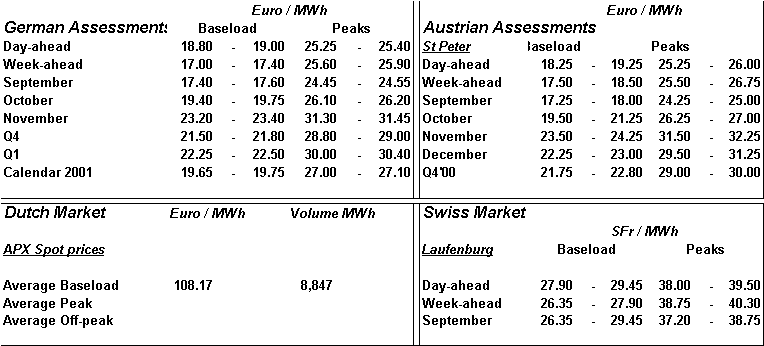 Euro / MWh
German Assessments Baseload Peaks
Day-ahead 18.80 - 19.00 25.25 - 25.40
Week-ahead 17.00 - 17.40 25.60 - 25.90
September 17.40 - 17.60 24.45 - 24.55
October 19.40 - 19.75 26.10 - 26.20
November 23.20 - 23.40 31.30 - 31.45
Q4 21.50 - 21.80 28.80 - 29.00
Q1 22.25 - 22.50 30.00 - 30.40
Calendar 2001 19.65 - 19.75 27.00 - 27.10
Euro / MWh
Austrian Assessments
St Peter Baseload Peaks
Day-ahead 18.25 - 19.25 25.25 - 26.00
Week-ahead 17.50 - 18.50 25.50 - 26.75
September 17.25 - 18.00 24.25 - 25.00
October 19.50 - 21.25 26.25 - 27.00
November 23.50 - 24.25 31.50 - 32.25
December 22.25 - 23.00 29.50 - 31.25
Q4'00 21.75 - 22.80 29.00 - 30.00
Dutch Market Euro / MWh Volume MWh
APX Spot prices
Average Baseload 108.17 8,847
Average Peak
Average Off-peak
Swiss Market
SFr / MWh
Laufenburg Baseload Peaks
Day-ahead 27.90 - 29.45 38.00 - 39.50
Week-ahead 26.35 - 27.90 38.75 - 40.30
September 26.35 - 29.45 37.20 - 38.75